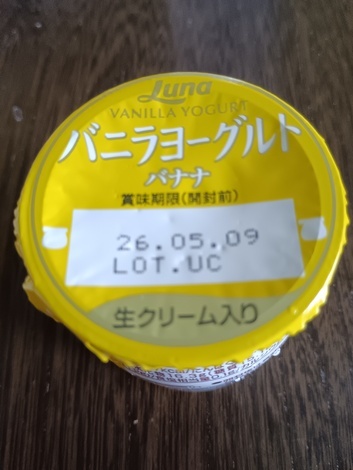 Luna
VANILLA YOGURT
バニラヨーグルト
バナナ
賞味期限(開封前)
26.05.09
LOT.UC
生クリーム入り